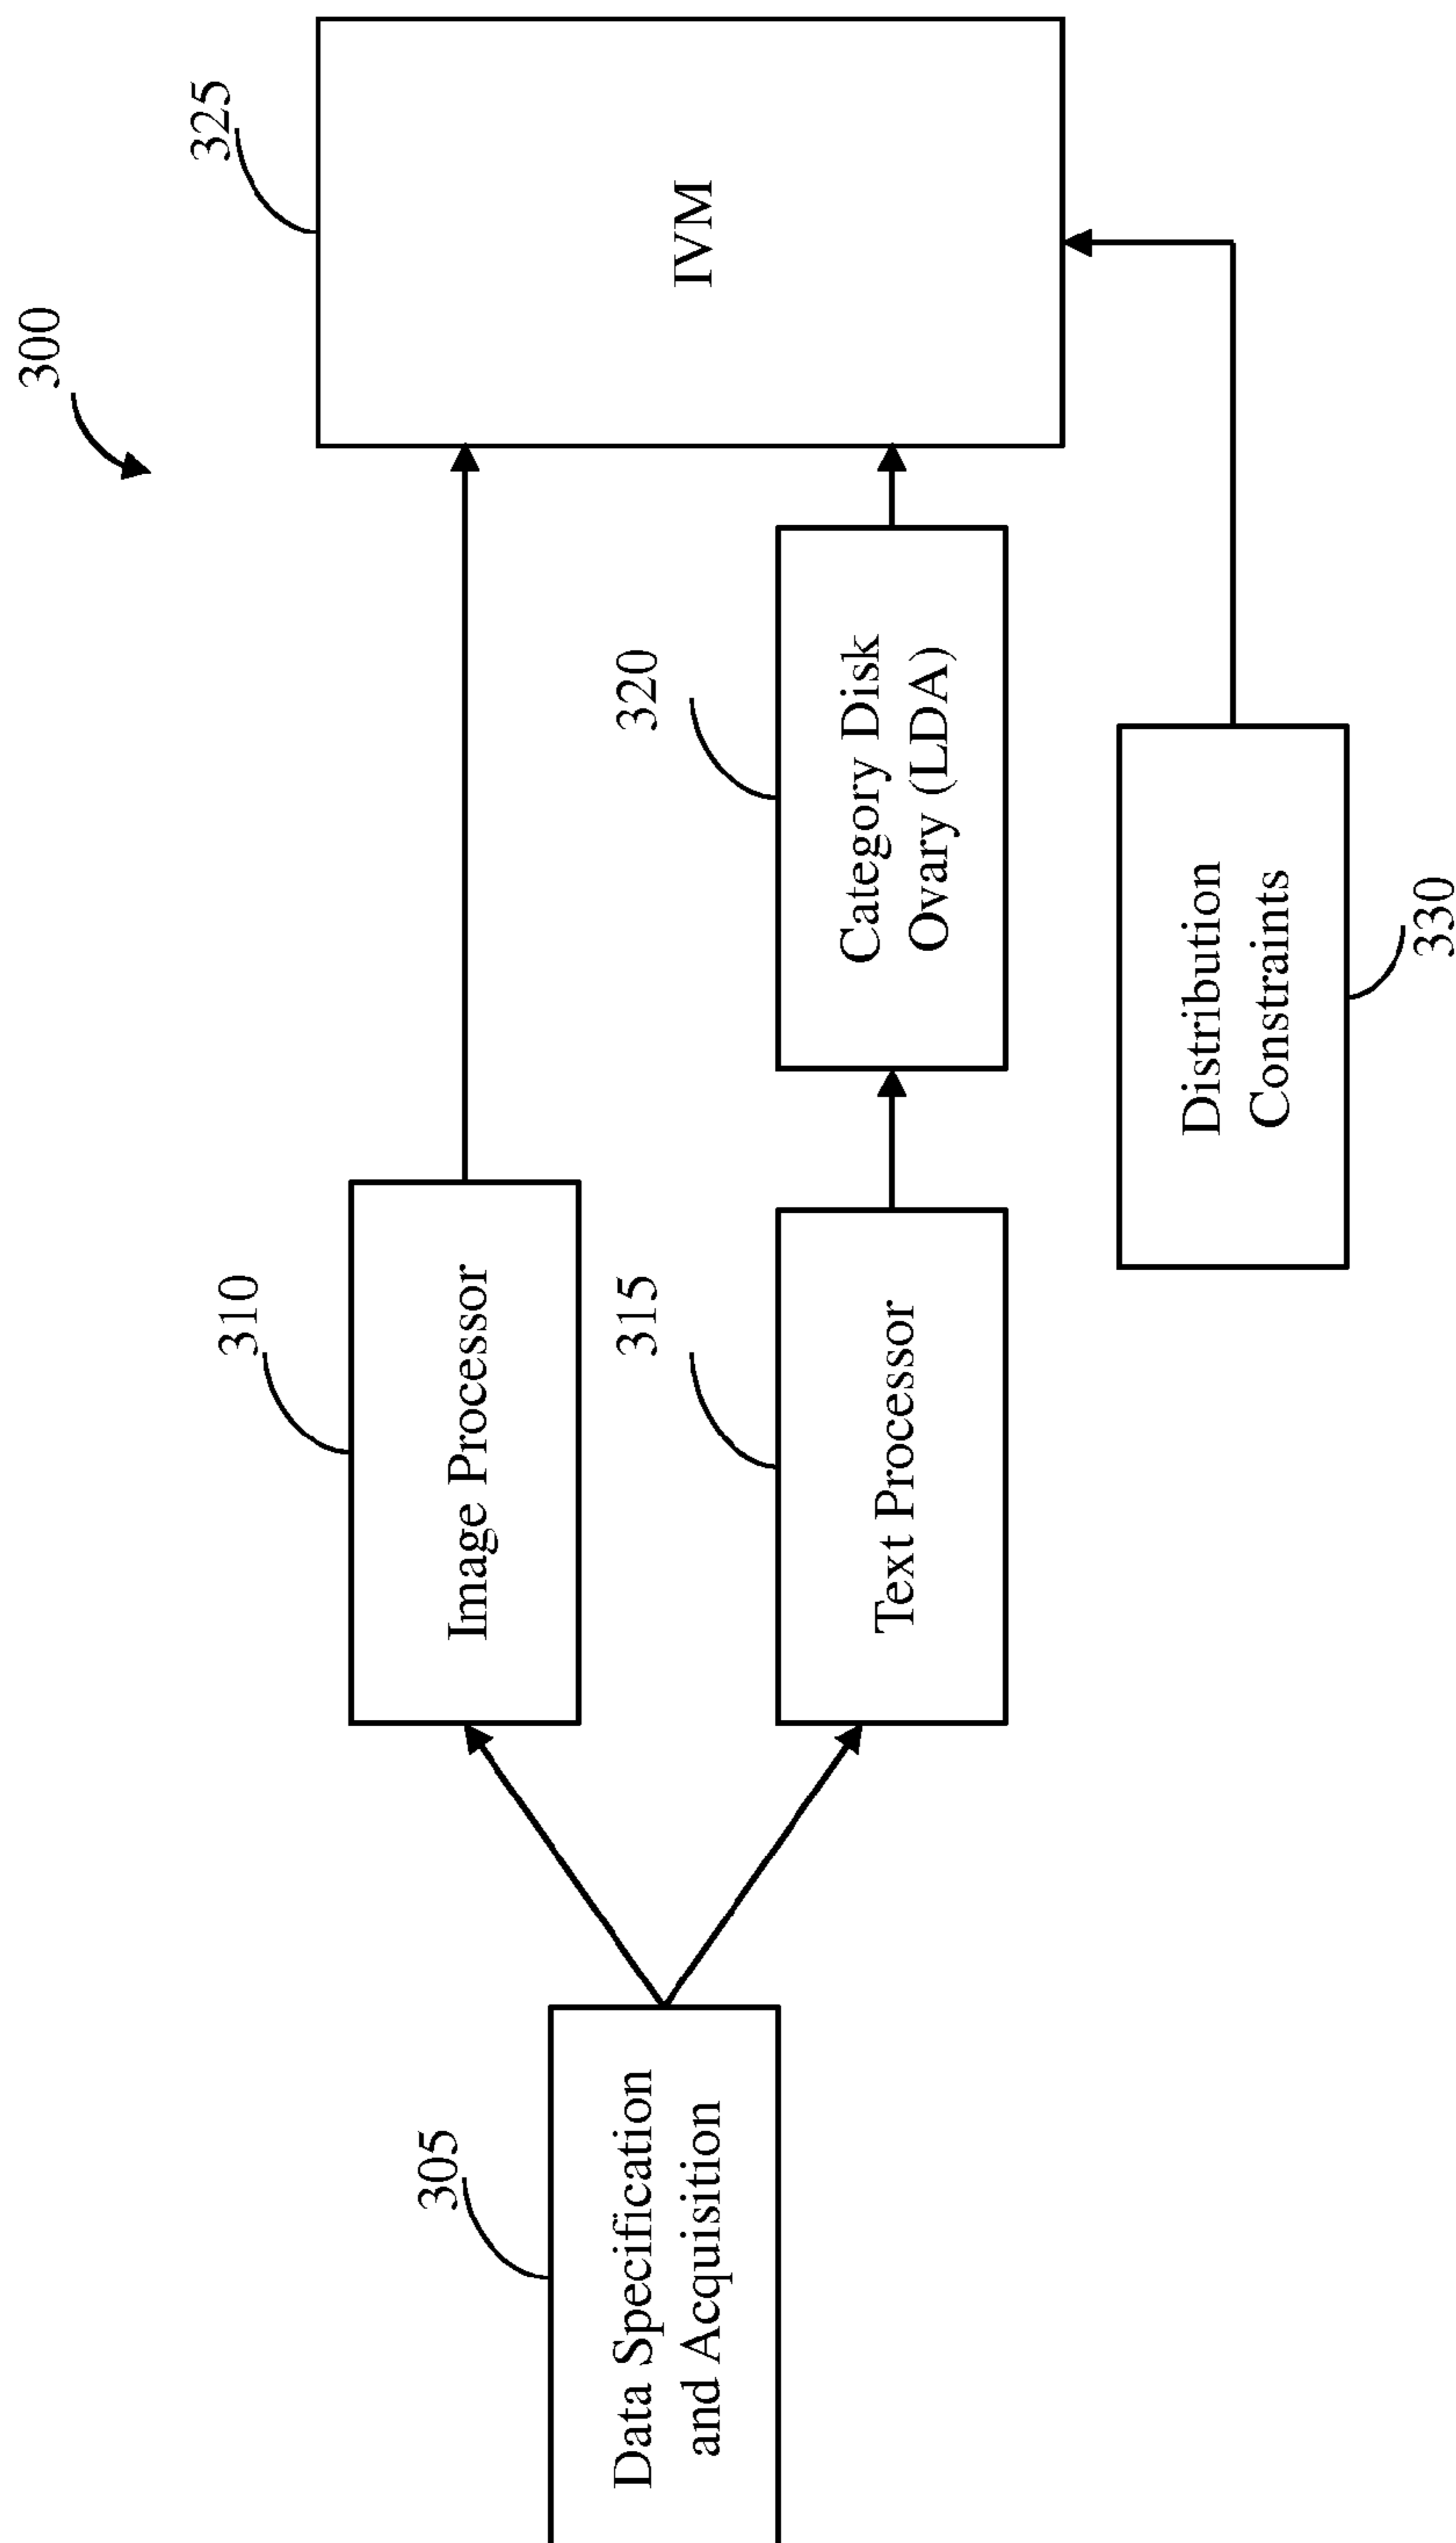 300
325
IVM
310
Image Processor
320
Category Disk
Ovary (LDA)
315
Text Processor
305
Data Specification
and Acquisition
Distribution
Constraints
330